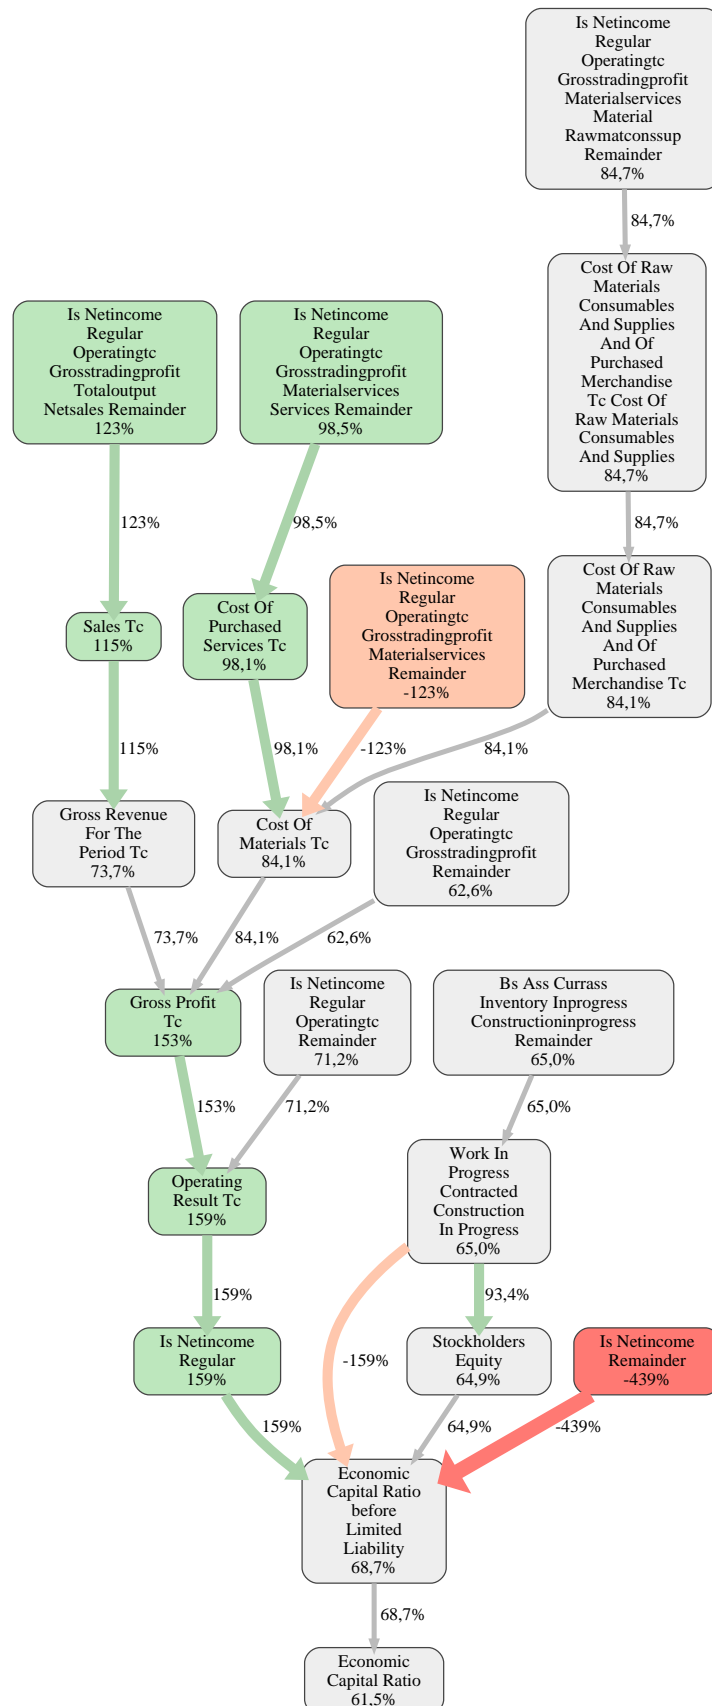 Is Netincome
Regular
Operatingtc
Grosstradingprofit
Materialservices
Material
Rawmatconssup
Remainder
84,7%
84,7%
Cost Of Raw
Materials
Consumables
And Supplies
And Of
Purchased
Merchandise
Tc Cost Of
Raw Materials
Consumables
And Supplies
84,7%
Is Netincome
Regular
Operatingtc
Grosstradingprofit
Totaloutput
Netsales Remainder
123%
Is Netincome
Regular
Operatingtc
Grosstradingprofit
Materialservices
Services Remainder
98,5%
123%
98,5%
84,7%
Is Netincome
Regular
Operatingtc
Grosstradingprofit
Materialservices
Remainder
-123%
Cost Of Raw
Materials
Consumables
And Supplies
And Of
Purchased
Merchandise Tc
84,1%
Sales Tc
115%
Cost Of
Purchased
Services Tc
98,1%
115%
98,1%
-123%
84,1%
Gross Revenue
For The
Period Tc
73,7%
Cost Of
Materials Tc
84,1%
Is Netincome
Regular
Operatingtc
Grosstradingprofit
Remainder
62,6%
73,7%
84,1%
62,6%
Gross Profit
Tc
153%
Is Netincome
Regular
Operatingtc
Remainder
71,2%
Bs Ass Currass
Inventory Inprogress
Constructioninprogress
Remainder
65,0%
153%
71,2%
65,0%
Operating
Result Tc
159%
Work In
Progress
Contracted
Construction
In Progress
65,0%
159%
93,4%
Is Netincome
Regular
159%
-159%
Stockholders
Equity
64,9%
Is Netincome
Remainder
-439%
159%
64,9%
-439%
Economic
Capital Ratio
before
Limited
Liability
68,7%
68,7%
Economic
Capital Ratio
61,5%